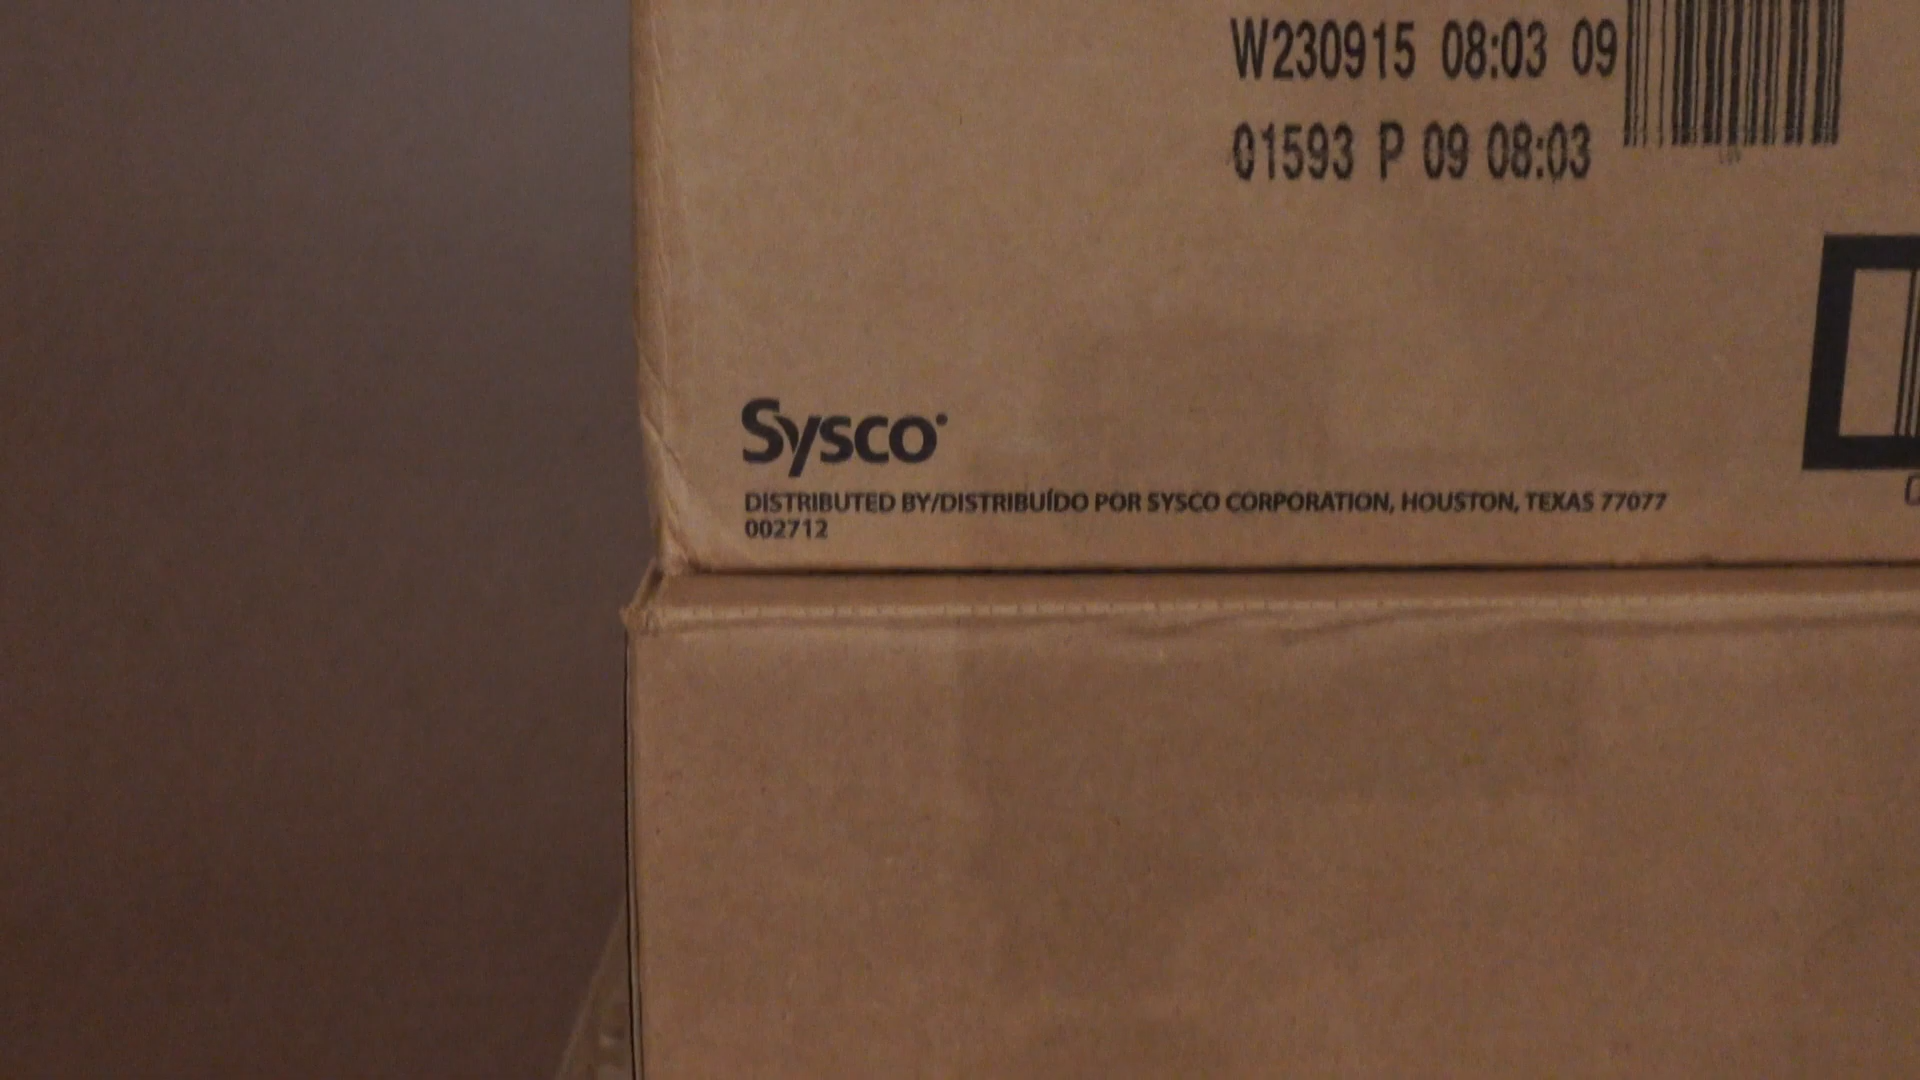 W230915 08:03 09
01593 P 09 08:03
Sysco
DISTRIBUTED BY/DISTRIBUÍDO POR SYSCO CORPORATION, HOUSTON, TEXAS 77077
002712